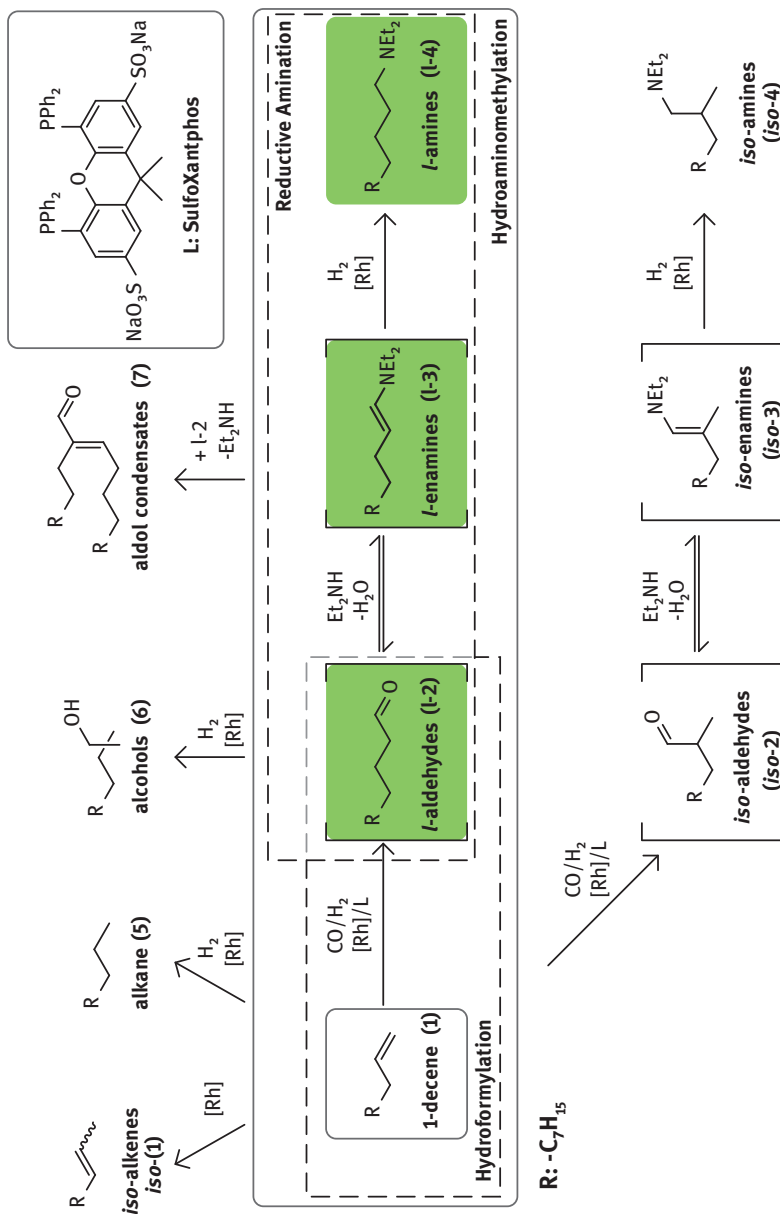 R
iso-alkenes
iso-(1)
[Rh]
R
alkane (5)
H2
[Rh]
R
OH
alcohols (6)
H2
[Rh]
R
R
O
aldol condensates (7)
+ l-2
-Et2NH
PPh2
PPh2
O
NaO3S
SO3Na
L: SulfoXantphos
R
1-decene (1)
Hydroformylation
CO/H2
[Rh]/L
R
O
l-aldehydes (l-2)
Et2NH
-H2O
R
NEt2
l-enamines (l-3)
H2
[Rh]
Reductive Amination
R
NEt2
l-amines (l-4)
Hydroaminomethylation
R: -C7H15
CO/H2
[Rh]/L
O
R
iso-aldehydes
(iso-2)
Et2NH
-H2O
NEt2
R
iso-enamines
(iso-3)
H2
[Rh]
NEt2
R
iso-amines
(iso-4)